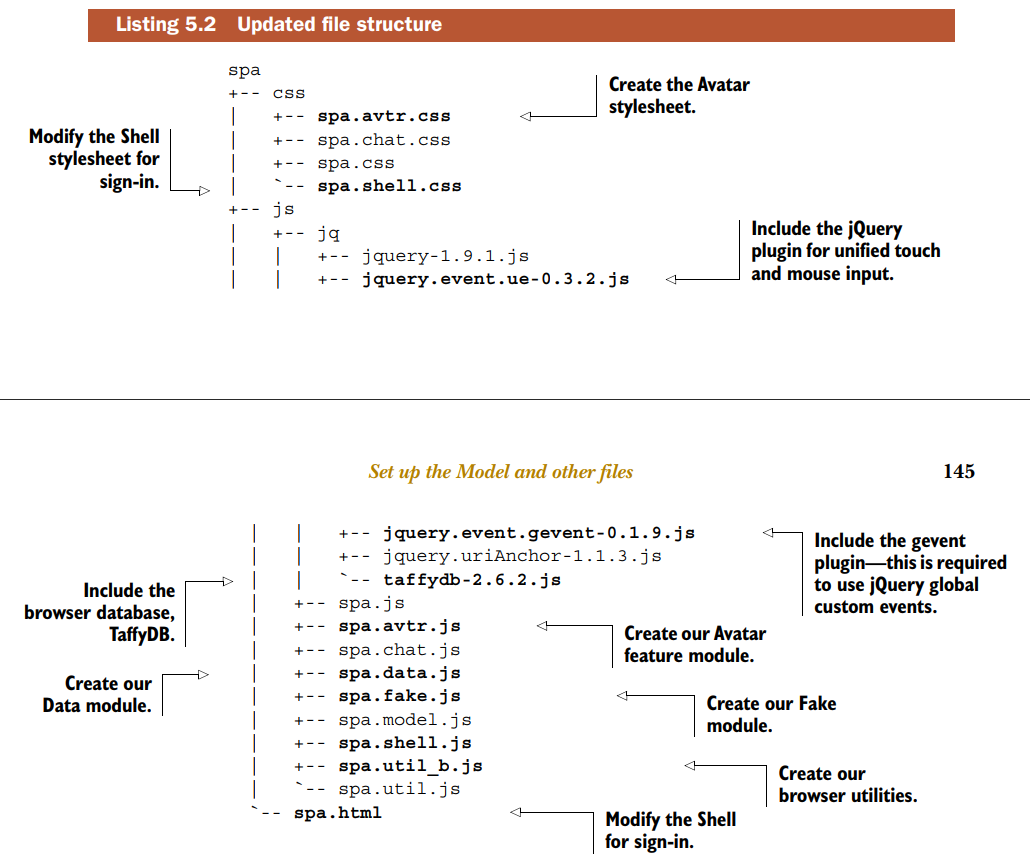 Listing 5.2 Updated file structure
spa
+-- css
| +-- spa.avtr.css
| +-- spa.chat.css
| +-- spa.css
| `-- spa.shell.css
+-- js
| +-- jq
| | +-- jquery-1.9.1.js
| | +-- jquery.event.ue-0.3.2.js
Create the Avatar
stylesheet.
Modify the Shell
stylesheet for
sign-in.
Include the jQuery
plugin for unified touch
and mouse input.
Set up the Model and other files 145
| | +-- jquery.event.gevent-0.1.9.js
| | +-- jquery.uriAnchor-1.1.3.js
| | `-- taffydb-2.6.2.js
| +-- spa.js
| +-- spa.avtr.js
| +-- spa.chat.js
| +-- spa.data.js
| +-- spa.fake.js
| +-- spa.model.js
| +-- spa.shell.js
| +-- spa.util_b.js
| `-- spa.util.js
`-- spa.html
Include the gevent
plugin—this is required
to use jQuery global
custom events.
Include the
browser database,
TaffyDB.
Create our Avatar
feature module.
Create our
Data module.
Create our Fake
module.
Create our
browser utilities.
Modify the Shell
for sign-in.